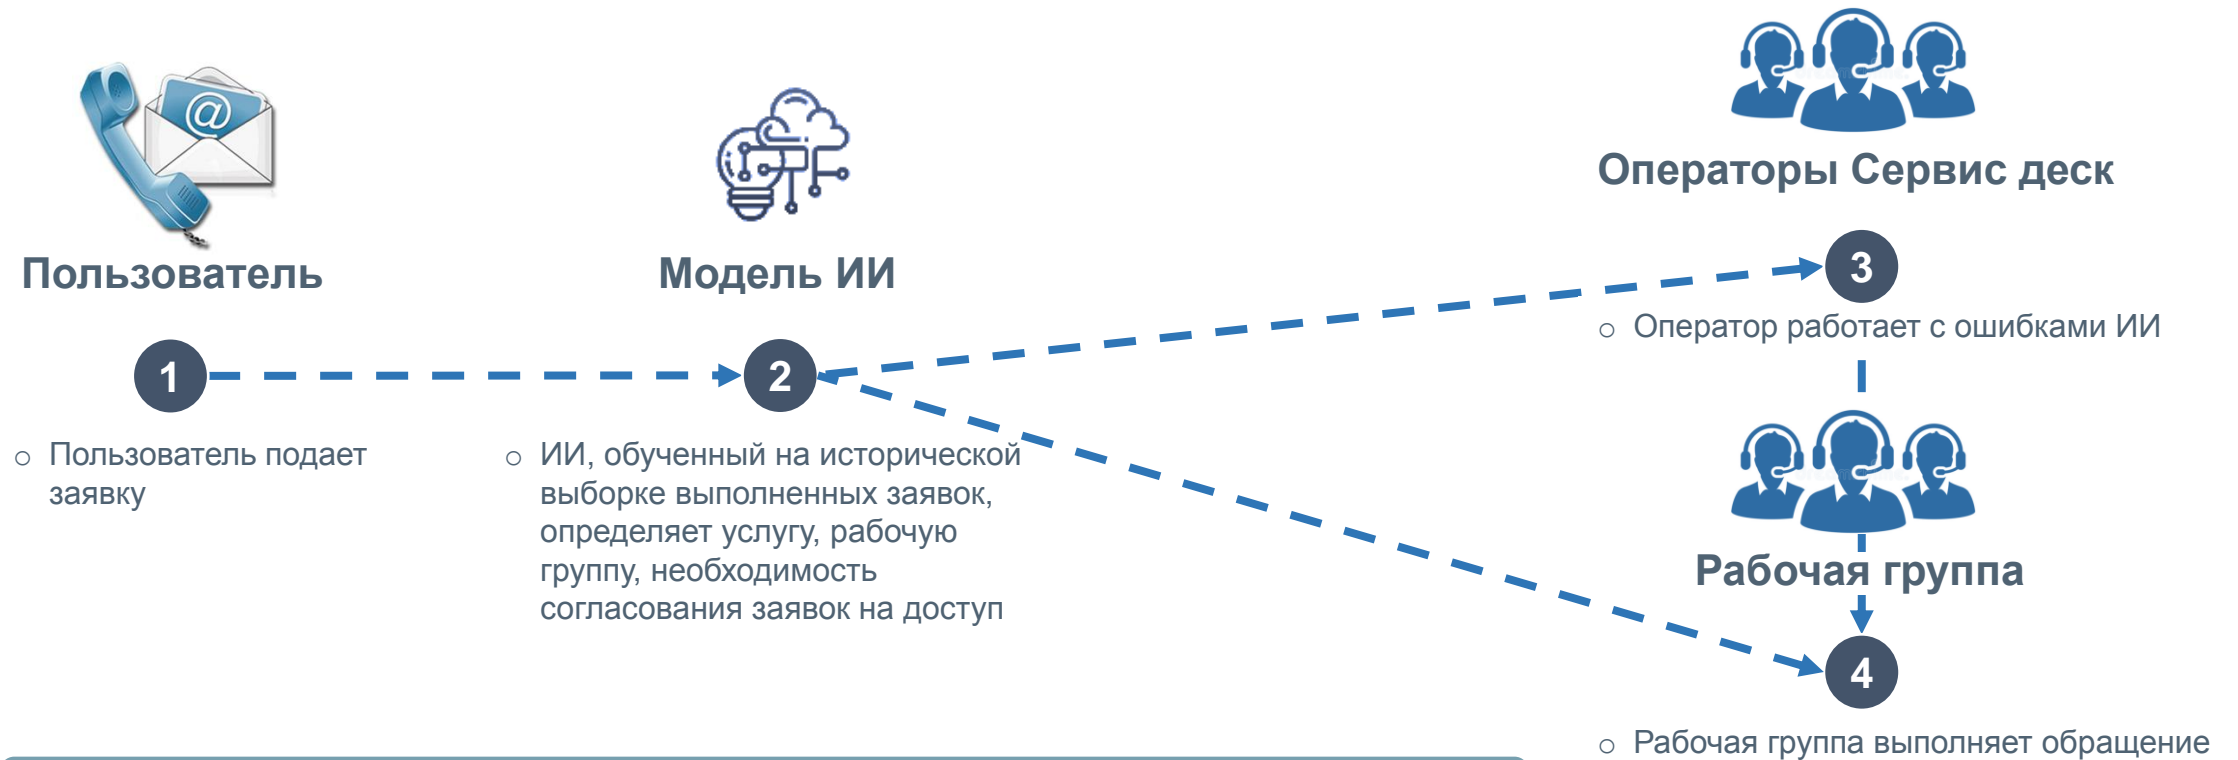 Пользователь
1
○ Пользователь подает
заявку
Модель ИИ
2
○ ИИ, обученный на исторической
выборке выполненных заявок,
определяет услугу, рабочую
группу, необходимость
согласования заявок на доступ
Операторы Сервис деск
3
○ Оператор работает с ошибками ИИ
Рабочая группа
4
○ Рабочая группа выполняет обращение